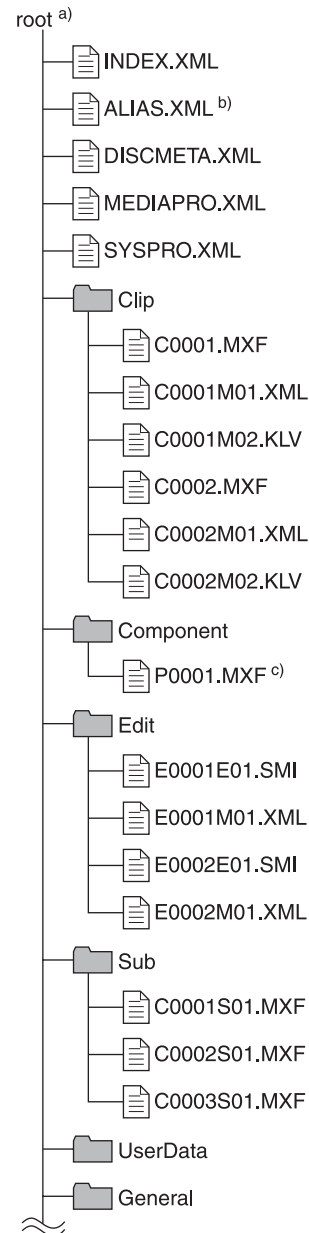 root a)
INDEX.XML
ALIAS.XML b)
DISCMETA.XML
MEDIAPRO.XML
SYSPRO.XML
Clip
C0001.MXF
C0001M01.XML
C0001M02.KLV
C0002.MXF
C0002M01.XML
C0002M02.KLV
Component
P0001.MXF c)
Edit
E0001E01.SMI
E0001M01.XML
E0002E01.SMI
E0002M01.XML
Sub
C0001S01.MXF
C0002S01.MXF
C0003S01.MXF
UserData
General